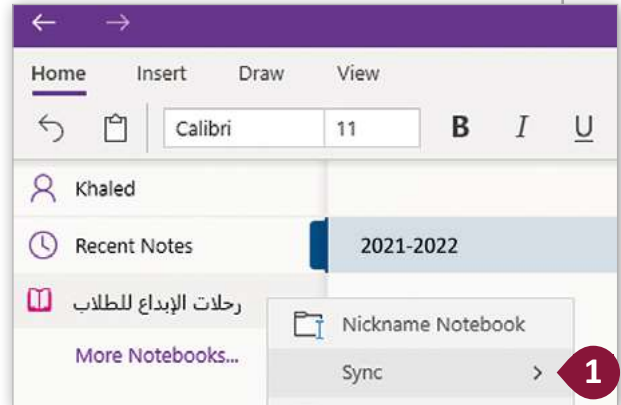 Home Insert Draw View
Calibri 11 B I U
Khaled
Recent Notes
2021-2022
رحلات الإبداع للطلاب
Nickname Notebook
More Notebooks...
Sync 1